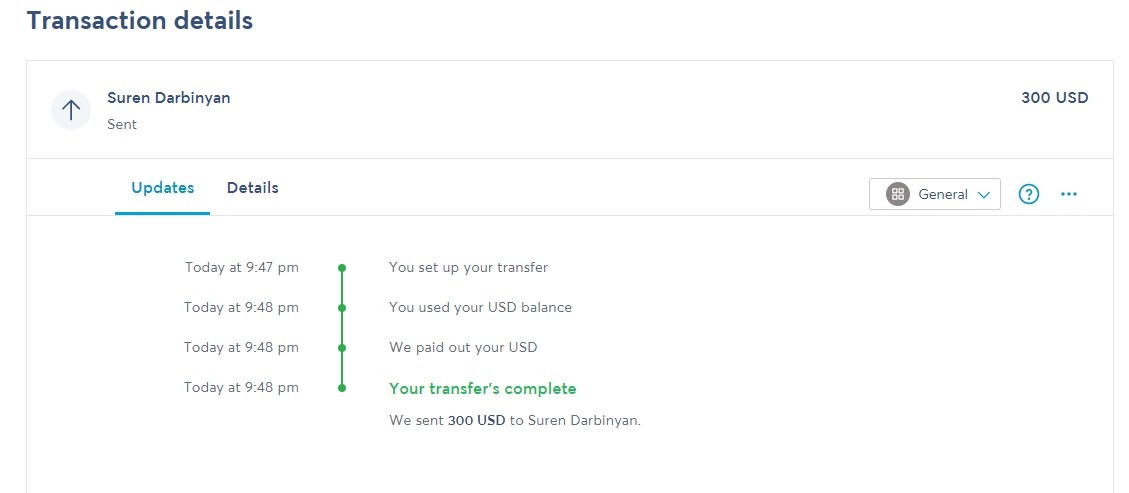 Transaction details
Suren Darbinyan
300 USD
Sent
Updates
Details
General
?
Today at 9:47 pm
You set up your transfer
Today at 9:48 pm
You used your USD balance
Today at 9:48 pm
We paid out your USD
Today at 9:48 pm
Your transfer's complete
We sent 300 USD to Suren Darbinyan.